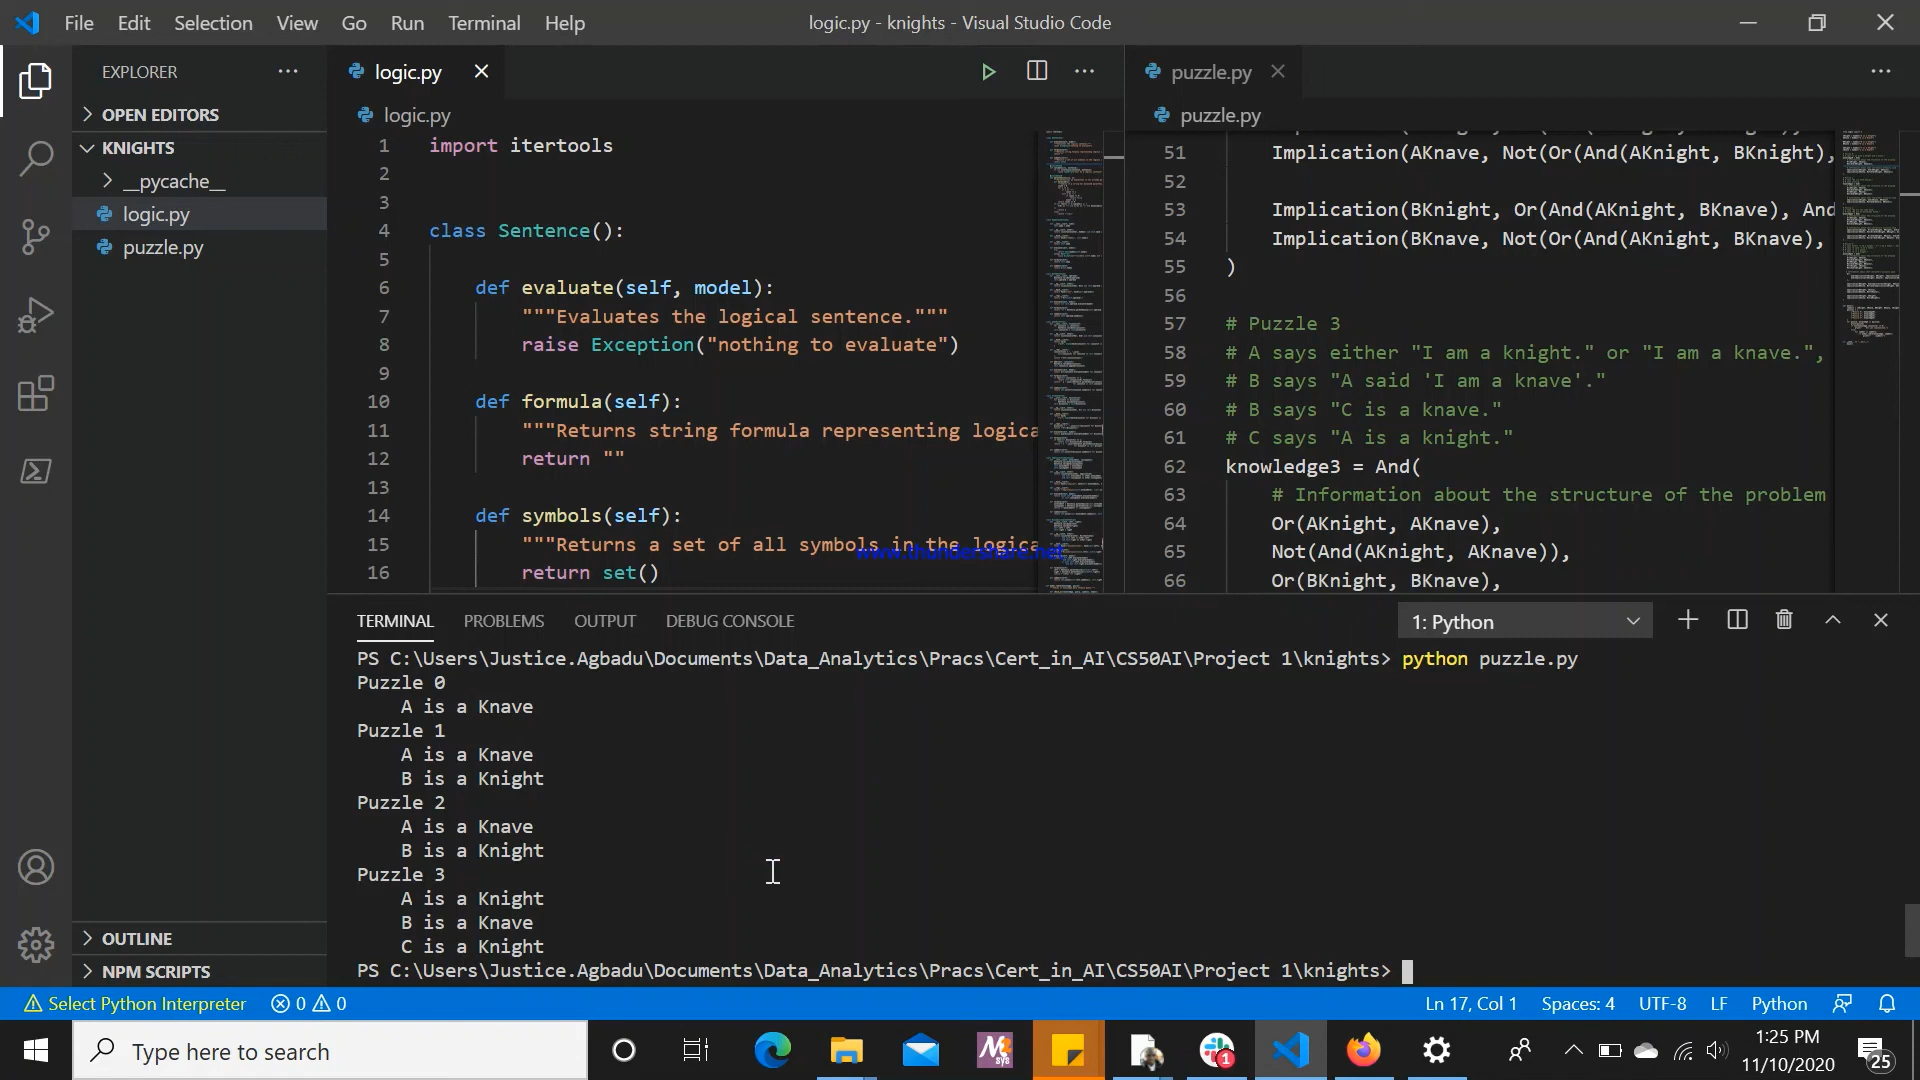 File Edit Selection View Go Run Terminal Help
logic.py - knights - Visual Studio Code
EXPLORER
OPEN EDITORS
KNIGHTS
__pycache__
logic.py
puzzle.py
OUTLINE
NPM SCRIPTS
logic.py
logic.py
1 import itertools
2
3
4 class Sentence():
5
6 def evaluate(self, model):
7 """Evaluates the logical sentence."""
8 raise Exception("nothing to evaluate")
9
10 def formula(self):
11 """Returns string formula representing logica
12 return ""
13
14 def symbols(self):
15 """Returns a set of all symbols in the logica
16 return set()
www.thundershare.net
puzzle.py
puzzle.py
51 Implication(AKnave, Not(Or(And(AKnight, BKnight),
52
53 Implication(BKnight, Or(And(AKnight, BKnave), And
54 Implication(BKnave, Not(Or(And(AKnight, BKnave),
55 )
56
57 # Puzzle 3
58 # A says either "I am a knight." or "I am a knave.",
59 # B says "A said 'I am a knave'."
60 # B says "C is a knave."
61 # C says "A is a knight."
62 knowledge3 = And(
63 # Information about the structure of the problem
64 Or(AKnight, AKnave),
65 Not(And(AKnight, AKnave)),
66 Or(BKnight, BKnave),
TERMINAL PROBLEMS OUTPUT DEBUG CONSOLE
1: Python
PS C:\Users\Justice.Agbadu\Documents\Data_Analytics\Pracs\Cert_in_AI\CS50AI\Project 1\knights> python puzzle.py
Puzzle 0
A is a Knave
Puzzle 1
A is a Knave
B is a Knight
Puzzle 2
A is a Knave
B is a Knight
Puzzle 3
A is a Knight
B is a Knave
C is a Knight
PS C:\Users\Justice.Agbadu\Documents\Data_Analytics\Pracs\Cert_in_AI\CS50AI\Project 1\knights>
Select Python Interpreter 0 0
Ln 17, Col 1 Spaces: 4 UTF-8 LF Python
Type here to search
1
1:25 PM
11/10/2020
25